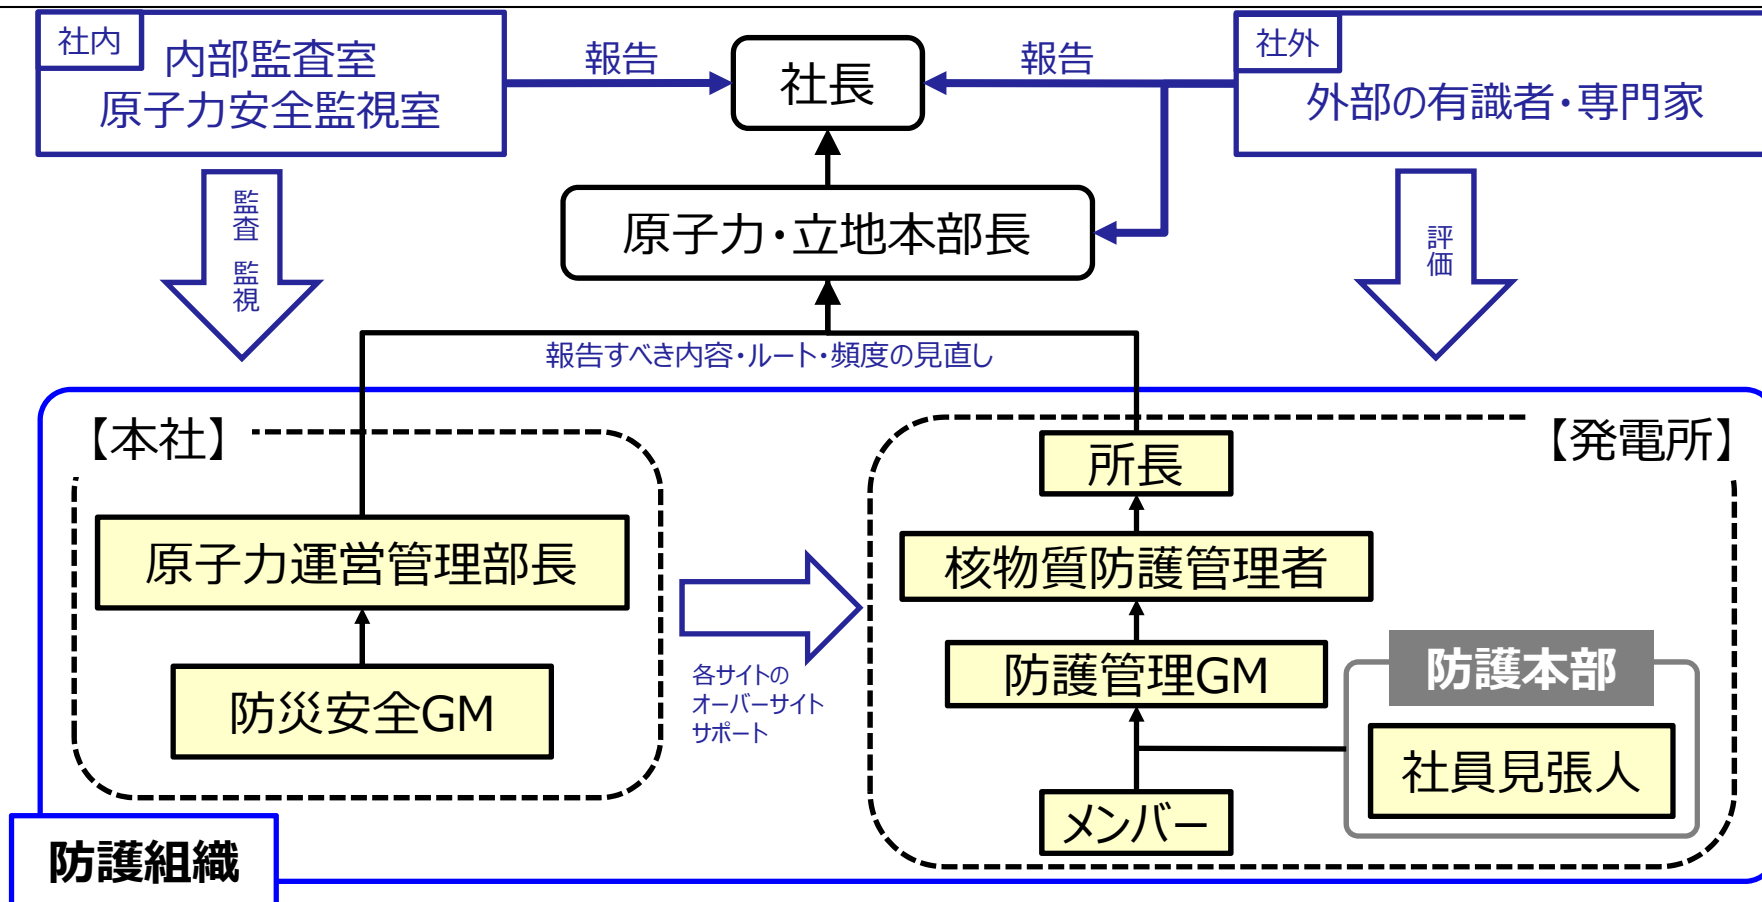 社内
内部監査室
原子力安全監視室
報告
社長
報告
社外
外部の有識者・専門家
監査 監視
原子力・立地本部長
評価
報告すべき内容・ルート・頻度の見直し
【本社】
【発電所】
所長
原子力運営管理部長
核物質防護管理者
防災安全GM
各サイトの
オーバーサイト
サポート
防護管理GM
防護本部
社員見張人
メンバー
防護組織